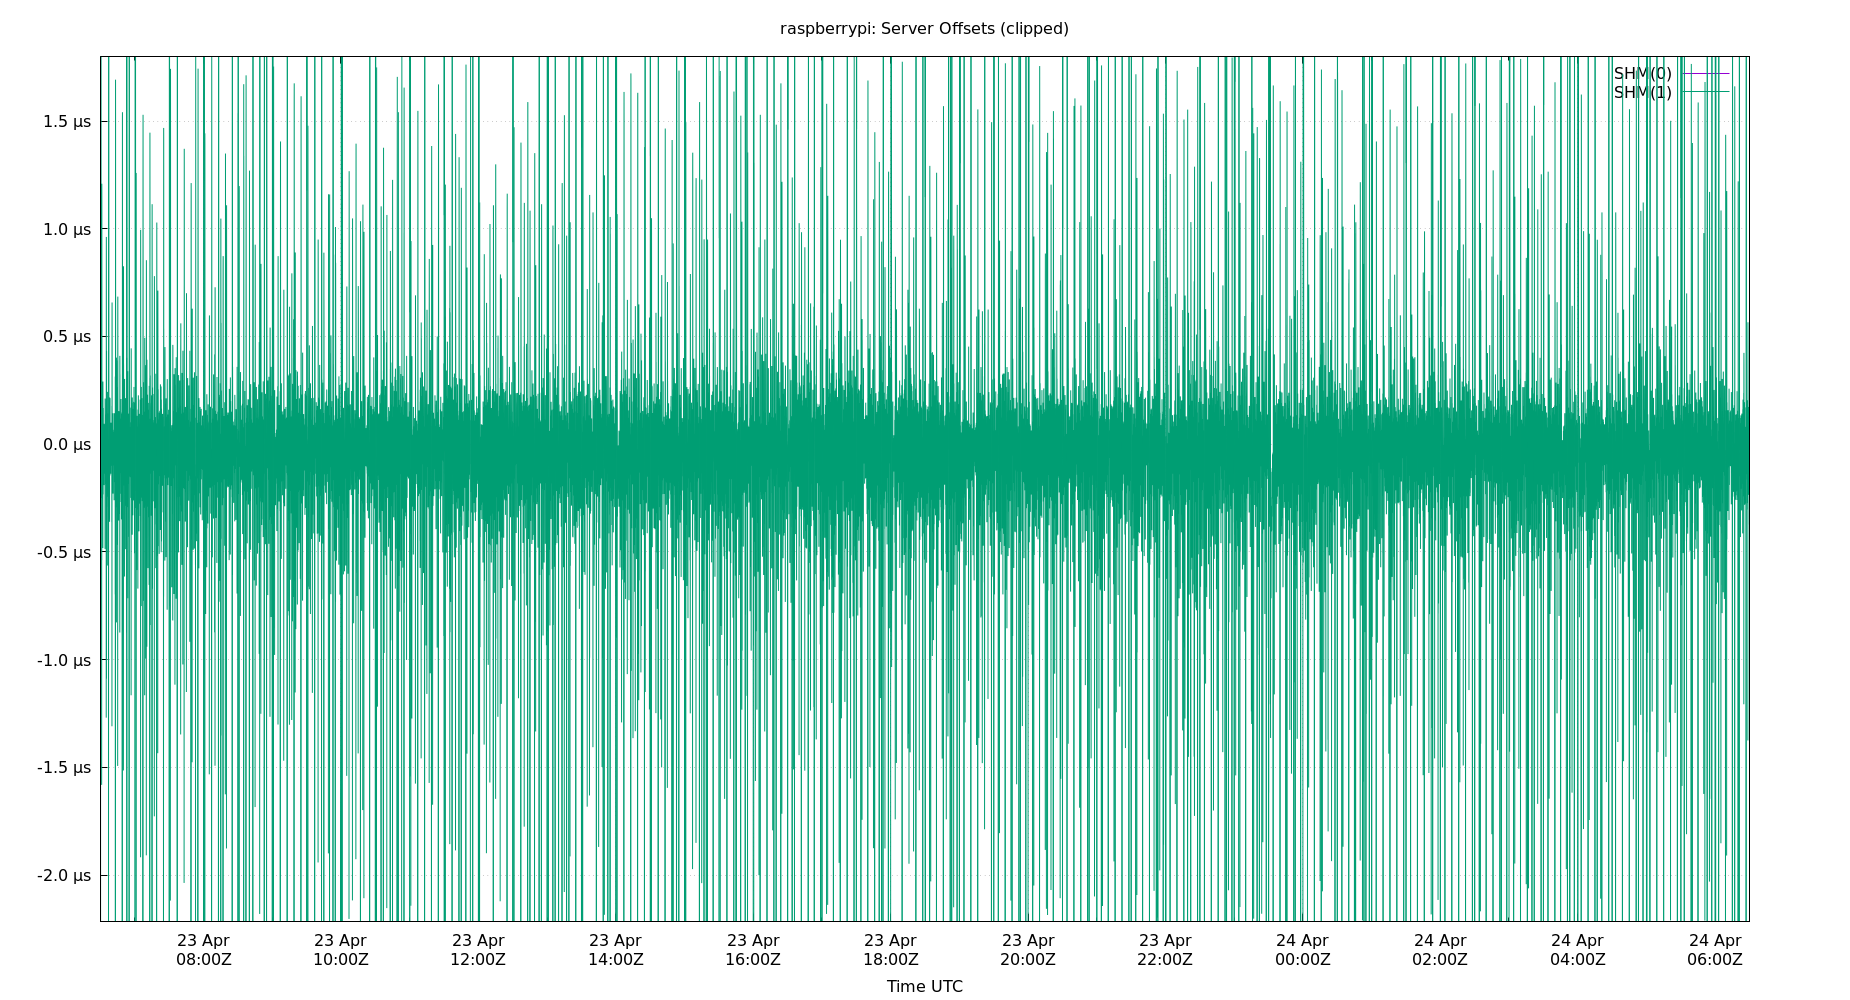 raspberrypi: Server Offsets (clipped)
SHM(0)
SHM(1)
1.5 µs
1.0 µs
0.5 µs
0.0 µs
-0.5 µs
-1.0 µs
-1.5 µs
-2.0 µs
23 Apr 23 Apr 23 Apr 23 Apr 23 Apr 23 Apr 23 Apr 23 Apr 24 Apr 24 Apr 24 Apr 24 Apr
08:00Z 10:00Z 12:00Z 14:00Z 16:00Z 18:00Z 20:00Z 22:00Z 00:00Z 02:00Z 04:00Z 06:00Z
Time UTC